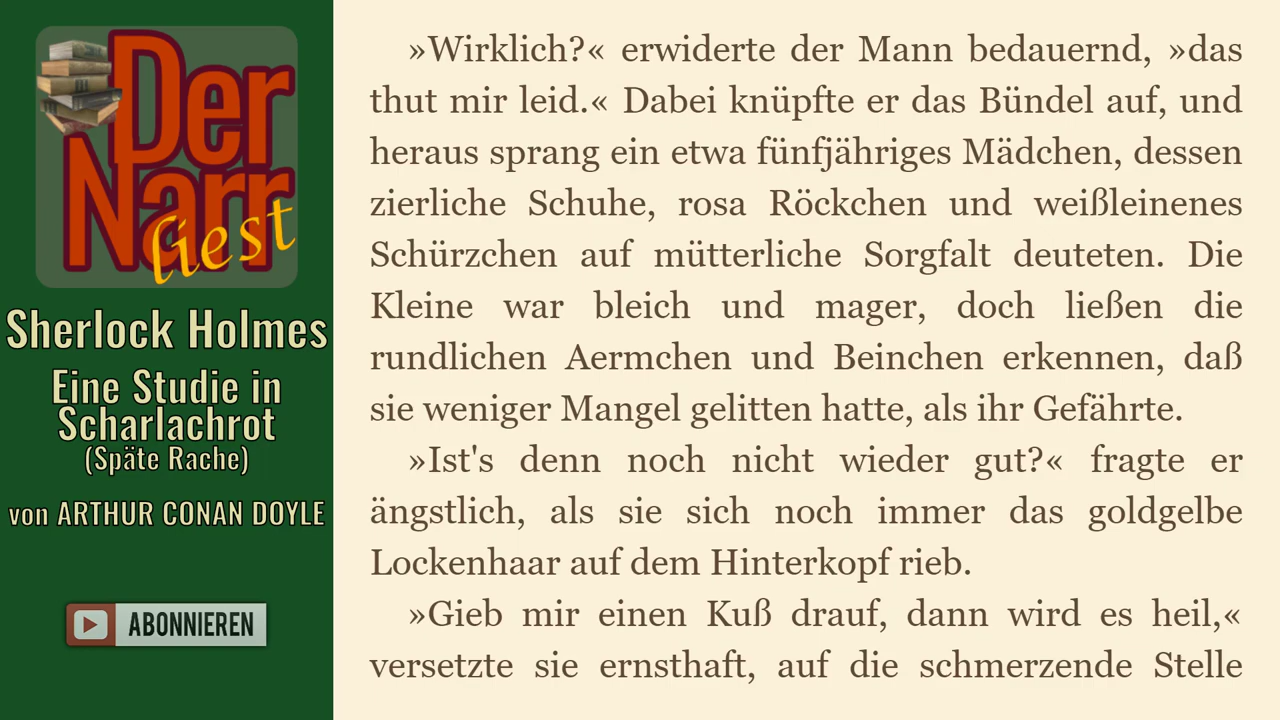 Der
Narr
liest
Sherlock Holmes
Eine Studie in
Scharlachrot
(Späte Rache)
von ARTHUR CONAN DOYLE
ABONNIEREN
»Wirklich?« erwiderte der Mann bedauernd, »das
thut mir leid.« Dabei knüpfte er das Bündel auf, und
heraus sprang ein etwa fünfjähriges Mädchen, dessen
zierliche Schuhe, rosa Röckchen und weißleinenes
Schürzchen auf mütterliche Sorgfalt deuteten. Die
Kleine war bleich und mager, doch ließen die
rundlichen Aermchen und Beinchen erkennen, daß
sie weniger Mangel gelitten hatte, als ihr Gefährte.
»Ist's denn noch nicht wieder gut?« fragte er
ängstlich, als sie sich noch immer das goldgelbe
Lockenhaar auf dem Hinterkopf rieb.
»Gieb mir einen Kuß drauf, dann wird es heil,«
versetzte sie ernsthaft, auf die schmerzende Stelle